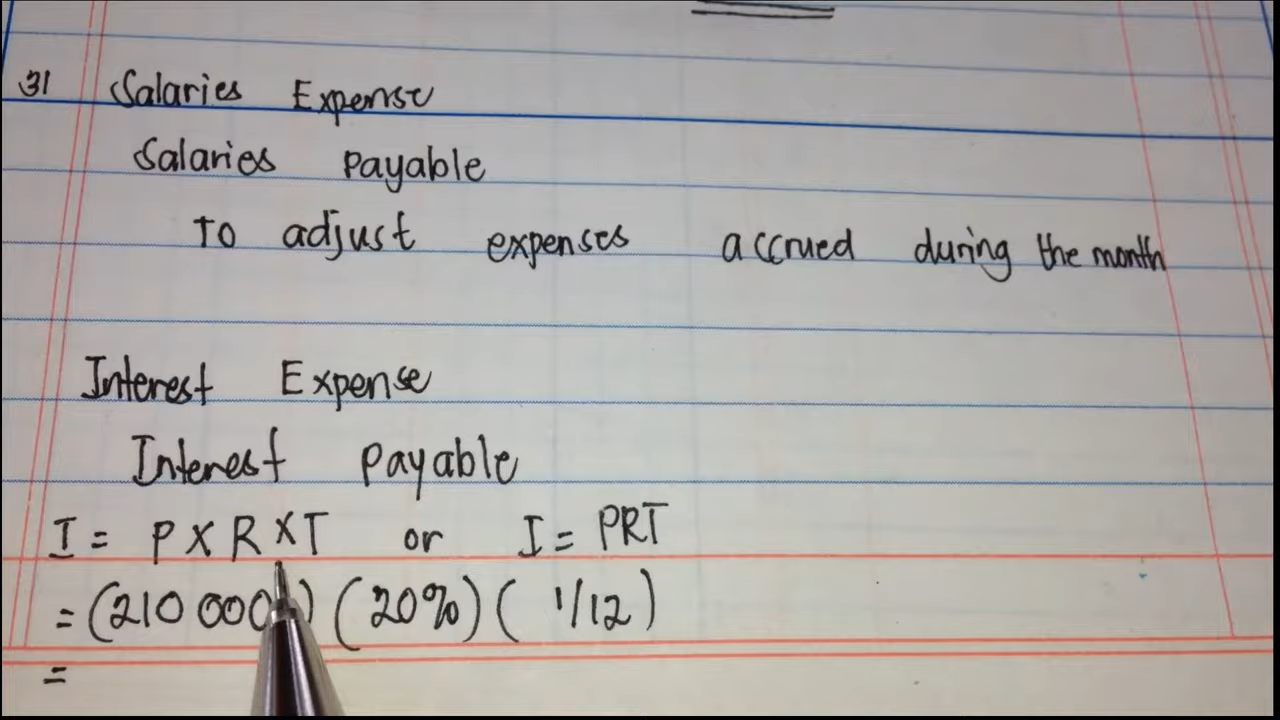 31 Salaries Expense
Salaries payable
To adjust expenses accrued during the month
Interest Expense
Interest payable
I = P X R X T or I = PRT
= (210 000) (20%) ( 1/12 )
=